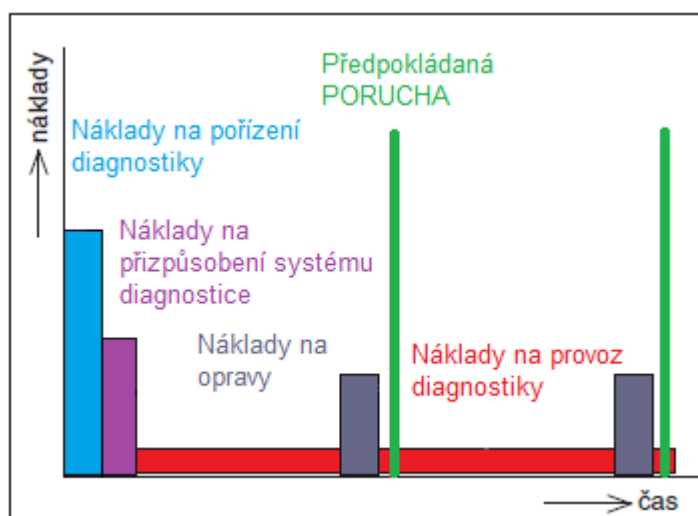 náklady
Předpokládaná
PORUCHA
Náklady na pořízení
diagnostiky
Náklady na
přizpůsobení systému
diagnostice
Náklady na
opravy
Náklady na provoz
diagnostiky
čas